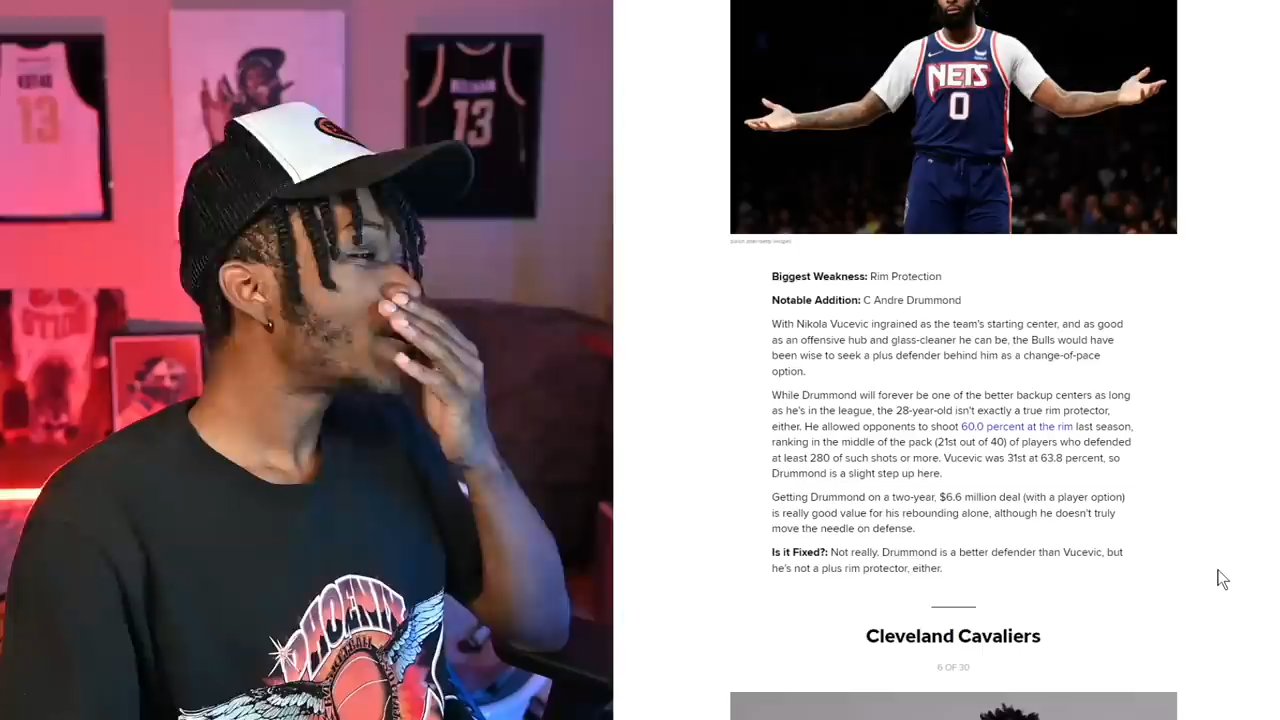 13
13
NETS
0
Biggest Weakness: Rim Protection
Notable Addition: C Andre Drummond
With Nikola Vucevic ingrained as the team's starting center, and as good
as an offensive hub and glass-cleaner he can be, the Bulls would have
been wise to seek a plus defender behind him as a change-of-pace
option.
While Drummond will forever be one of the better backup centers as long
as he's in the league, the 28-year-old isn't exactly a true rim protector,
either. He allowed opponents to shoot 60.0 percent at the rim last season,
ranking in the middle of the pack (21st out of 40) of players who defended
at least 280 of such shots or more. Vucevic was 31st at 63.8 percent, so
Drummond is a slight step up here.
Getting Drummond on a two-year, $6.6 million deal (with a player option)
is really good value for his rebounding alone, although he doesn't truly
move the needle on defense.
Is it Fixed?: Not really. Drummond is a better defender than Vucevic, but
he's not a plus rim protector, either.
Cleveland Cavaliers
6 OF 30
PHOENIX
BASKETBALL